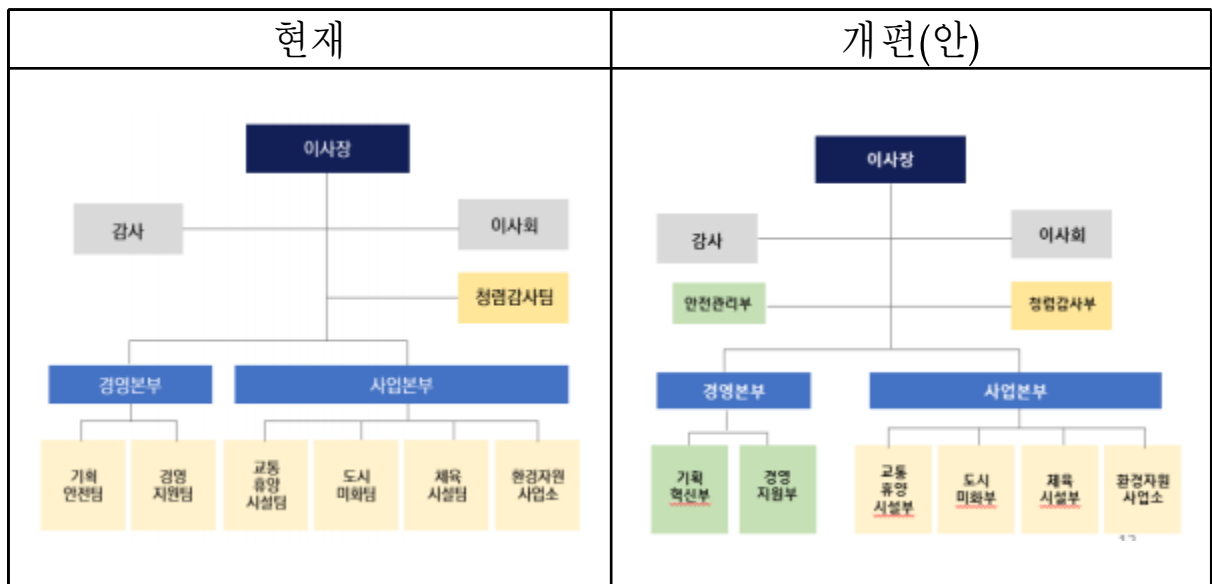 현재
개편(안)
이사장
감사
이사회
청렴감사팀
경영본부
사업본부
기획
안전팀
경영
지원팀
교통
휴양
시설팀
도시
미화팀
체육
시설팀
환경자원
사업소
이사장
감사
이사회
안전관리부
청렴감사부
경영본부
사업본부
기획
혁신부
경영
지원부
교통
휴양
시설부
도시
미화부
체육
시설부
환경자원
사업소